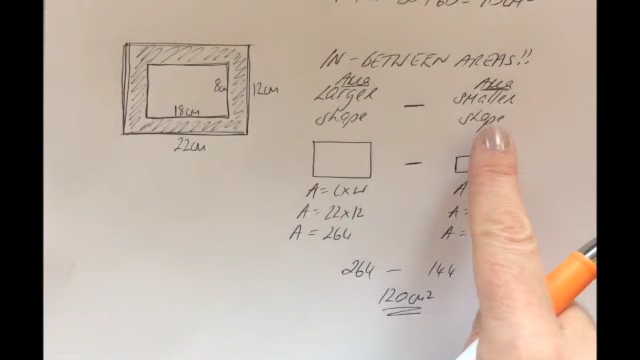 IN-BETWEEN AREAS!!
Area Larger shape - Area smaller shape
8cm
12cm
18cm
22cm
-
A = L×W
A = 22×12
A = 264
A
A =
A =
264 - 144
120cm²